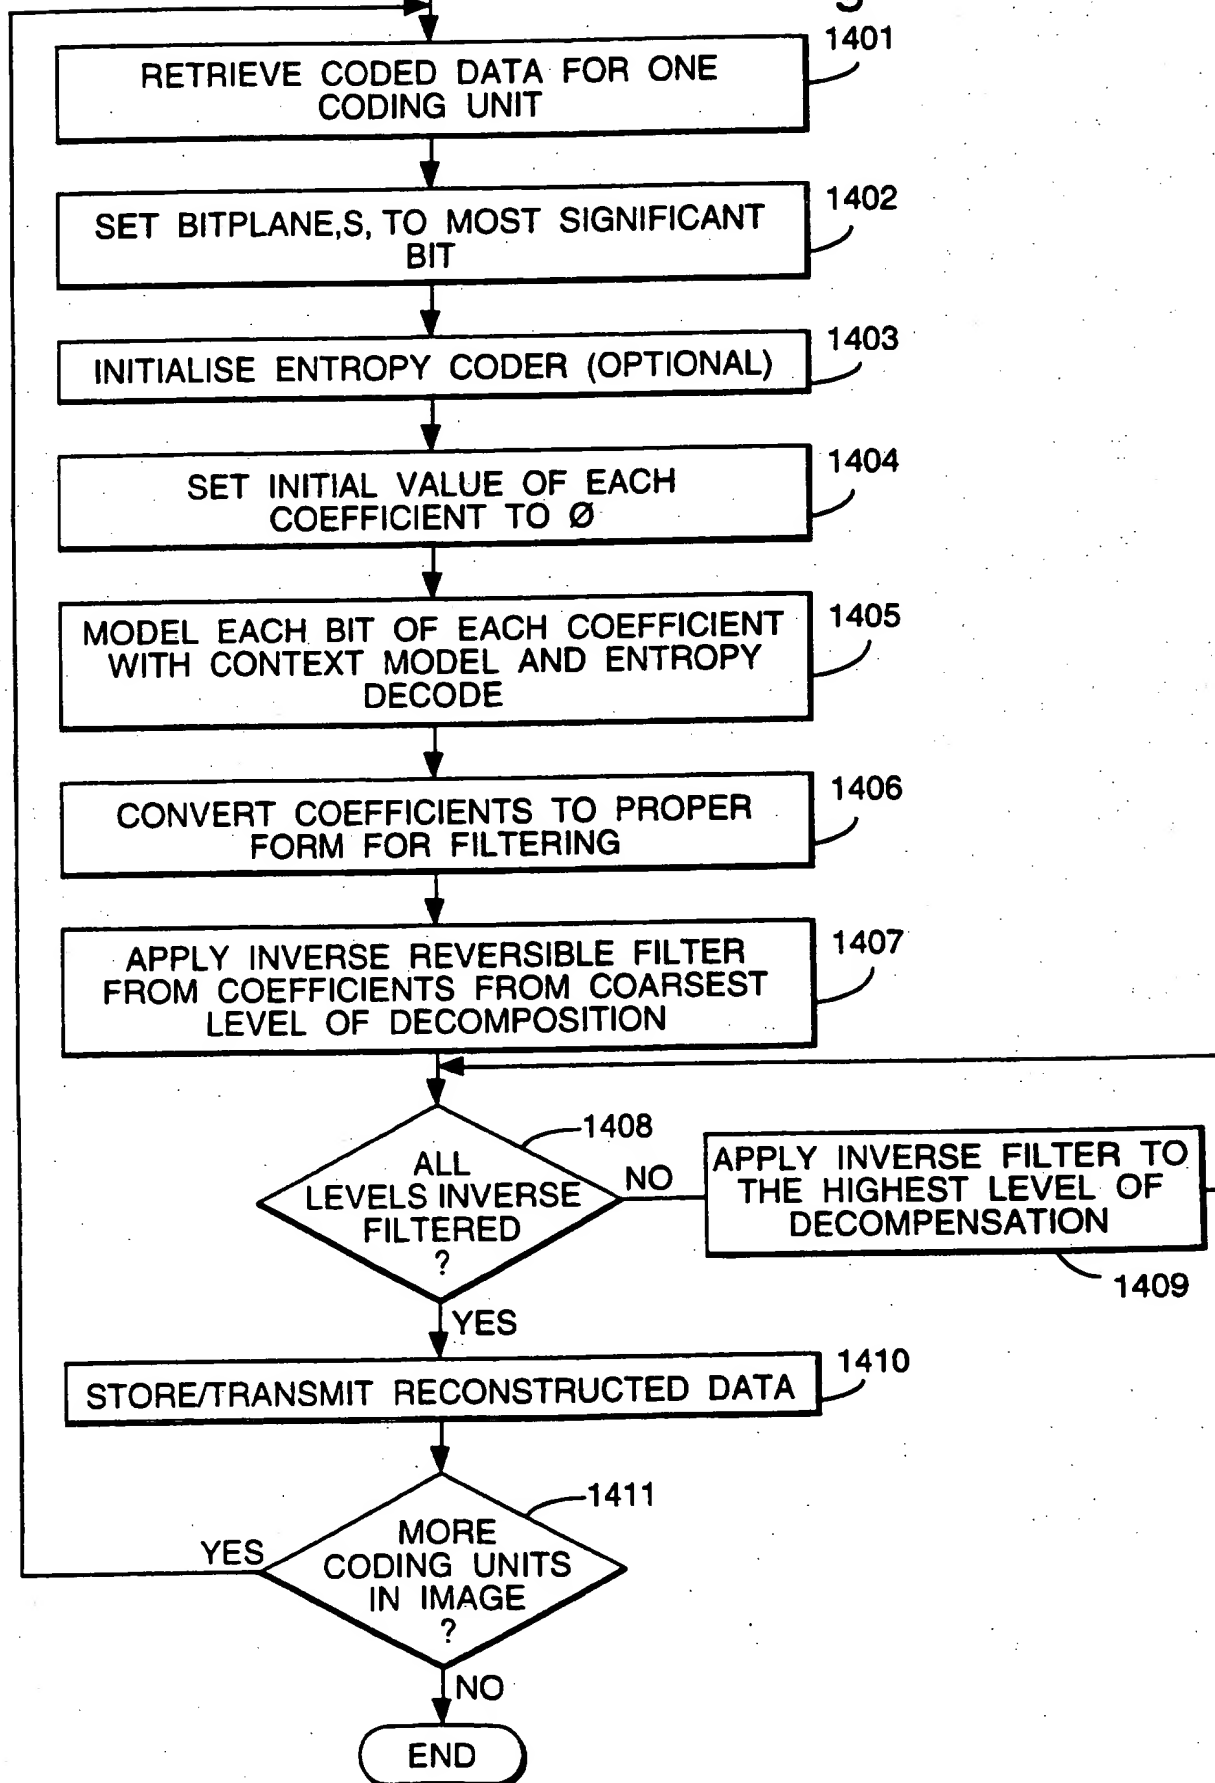 1401
RETRIEVE CODED DATA FOR ONE
CODING UNIT
1402
SET BITPLANE,S, TO MOST SIGNIFICANT
BIT
1403
INITIALISE ENTROPY CODER (OPTIONAL)
1404
SET INITIAL VALUE OF EACH
COEFFICIENT TO Ø
1405
MODEL EACH BIT OF EACH COEFFICIENT
WITH CONTEXT MODEL AND ENTROPY
DECODE
1406
CONVERT COEFFICIENTS TO PROPER
FORM FOR FILTERING
1407
APPLY INVERSE REVERSIBLE FILTER
FROM COEFFICIENTS FROM COARSEST
LEVEL OF DECOMPOSITION
1408
ALL
LEVELS INVERSE
FILTERED
?
NO
APPLY INVERSE FILTER TO
THE HIGHEST LEVEL OF
DECOMPENSATION
1409
YES
1410
STORE/TRANSMIT RECONSTRUCTED DATA
1411
MORE
CODING UNITS
IN IMAGE
?
YES
NO
END